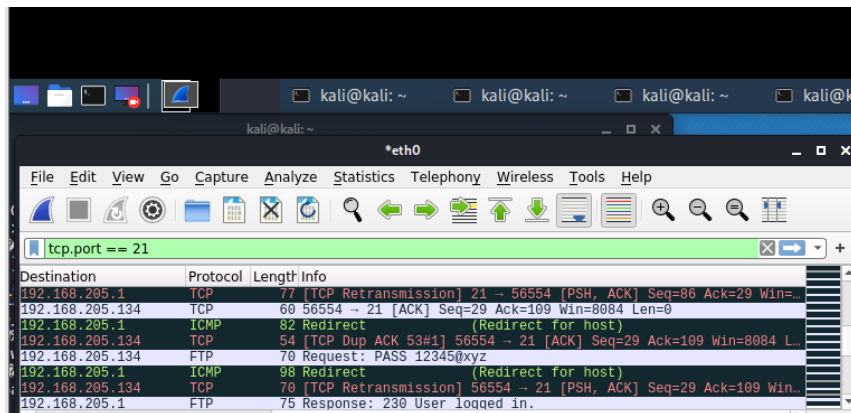 kali@kali: ~ kali@kali: ~ kali@kali: ~ kali@k
kali@kali: ~
*eth0
File Edit View Go Capture Analyze Statistics Telephony Wireless Tools Help
tcp.port == 21
Destination Protocol Length Info
192.168.205.1 TCP 77 [TCP Retransmission] 21 → 56554 [PSH, ACK] Seq=86 Ack=29 Win=…
192.168.205.134 TCP 60 56554 → 21 [ACK] Seq=29 Ack=109 Win=8084 Len=0
192.168.205.1 ICMP 82 Redirect (Redirect for host)
192.168.205.134 TCP 54 [TCP Dup ACK 53#1] 56554 → 21 [ACK] Seq=29 Ack=109 Win=8084 L…
192.168.205.134 FTP 70 Request: PASS 12345@xyz
192.168.205.1 ICMP 98 Redirect (Redirect for host)
192.168.205.134 TCP 70 [TCP Retransmission] 56554 → 21 [PSH, ACK] Seq=29 Ack=109 Win…
192.168.205.1 FTP 75 Response: 230 User logged in.